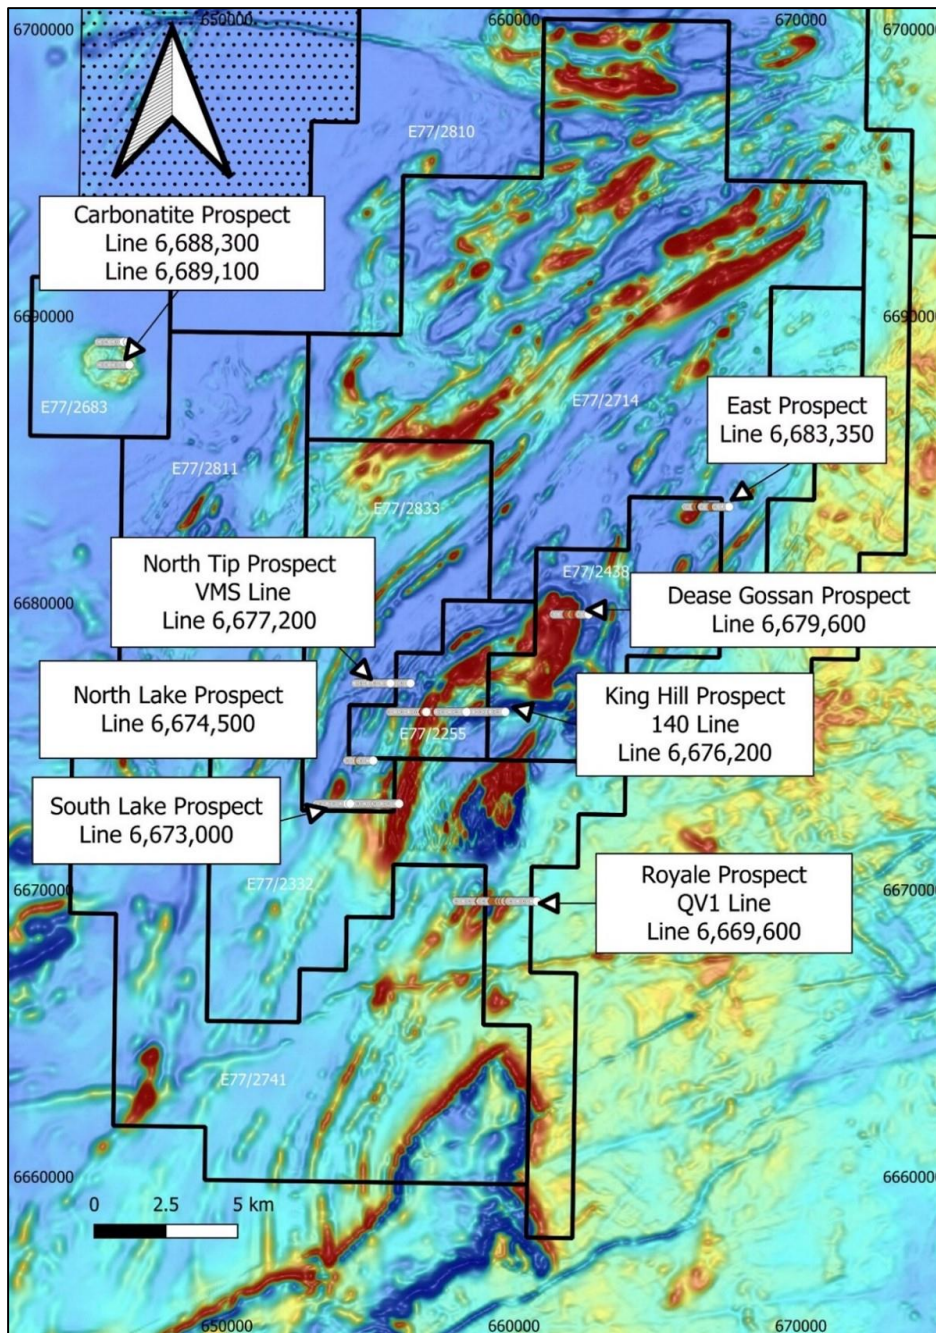 6700000
650000
660000
670000
6700000
E77/2810
Carbonatite Prospect
Line 6,688,300
Line 6,689,100
6690000
6690000
E77/2683
E77/2714
East Prospect
Line 6,683,350
E77/2811
E77/2833
North Tip Prospect
VMS Line
Line 6,677,200
E77/2438
6680000
Dease Gossan Prospect
Line 6,679,600
North Lake Prospect
Line 6,674,500
King Hill Prospect
140 Line
Line 6,676,200
E77/2255
South Lake Prospect
Line 6,673,000
E77/2332
6670000
6670000
Royale Prospect
QV1 Line
Line 6,669,600
E77/2741
6660000
6660000
0 2.5 5 km
650000
660000
670000